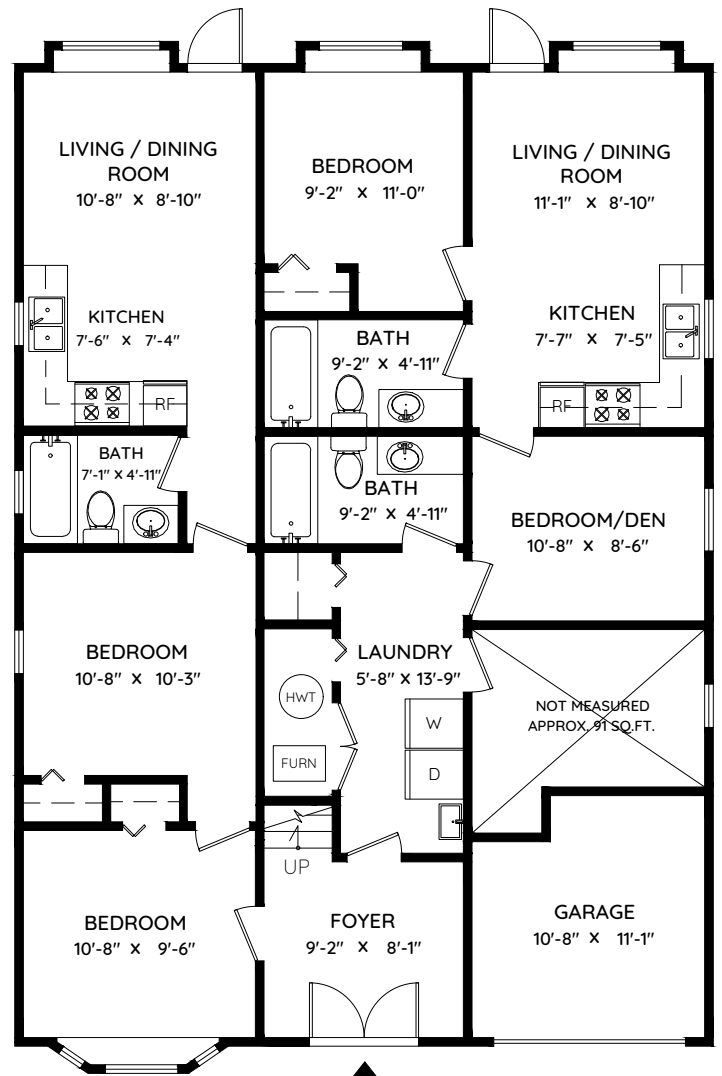 LIVING / DINING
ROOM
10'-8" X 8'-10"
BEDROOM
9'-2" X 11'-0"
LIVING / DINING
ROOM
11'-1" X 8'-10"
KITCHEN
7'-6" X 7'-4"
RF
BATH
9'-2" X 4'-11"
KITCHEN
7'-7" X 7'-5"
RF
BATH
7'-1" X 4'-11"
BATH
9'-2" X 4'-11"
BEDROOM/DEN
10'-8" X 8'-6"
BEDROOM
10'-8" X 10'-3"
LAUNDRY
5'-8" X 13'-9"
HWT
FURN
W
D
NOT MEASURED
APPROX. 91 SQ.FT.
UP
BEDROOM
10'-8" X 9'-6"
FOYER
9'-2" X 8'-1"
GARAGE
10'-8" X 11'-1"